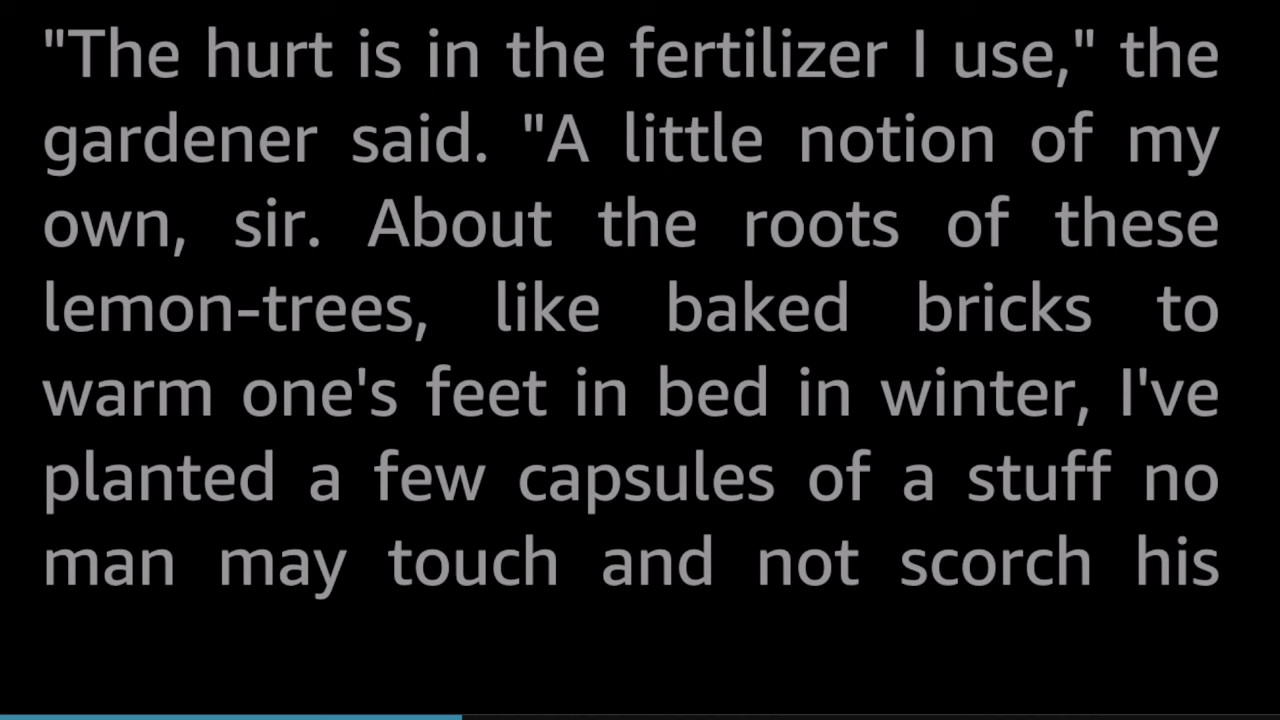 "The hurt is in the fertilizer I use," the
gardener said. "A little notion of my
own, sir. About the roots of these
lemon-trees, like baked bricks to
warm one's feet in bed in winter, I've
planted a few capsules of a stuff no
man may touch and not scorch his